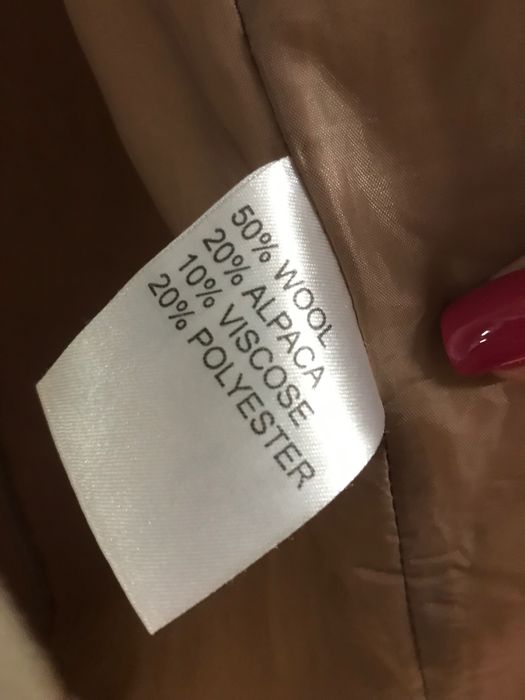 50% WOOL
20% ALPACA
10% VISCOSE
20% POLYESTER